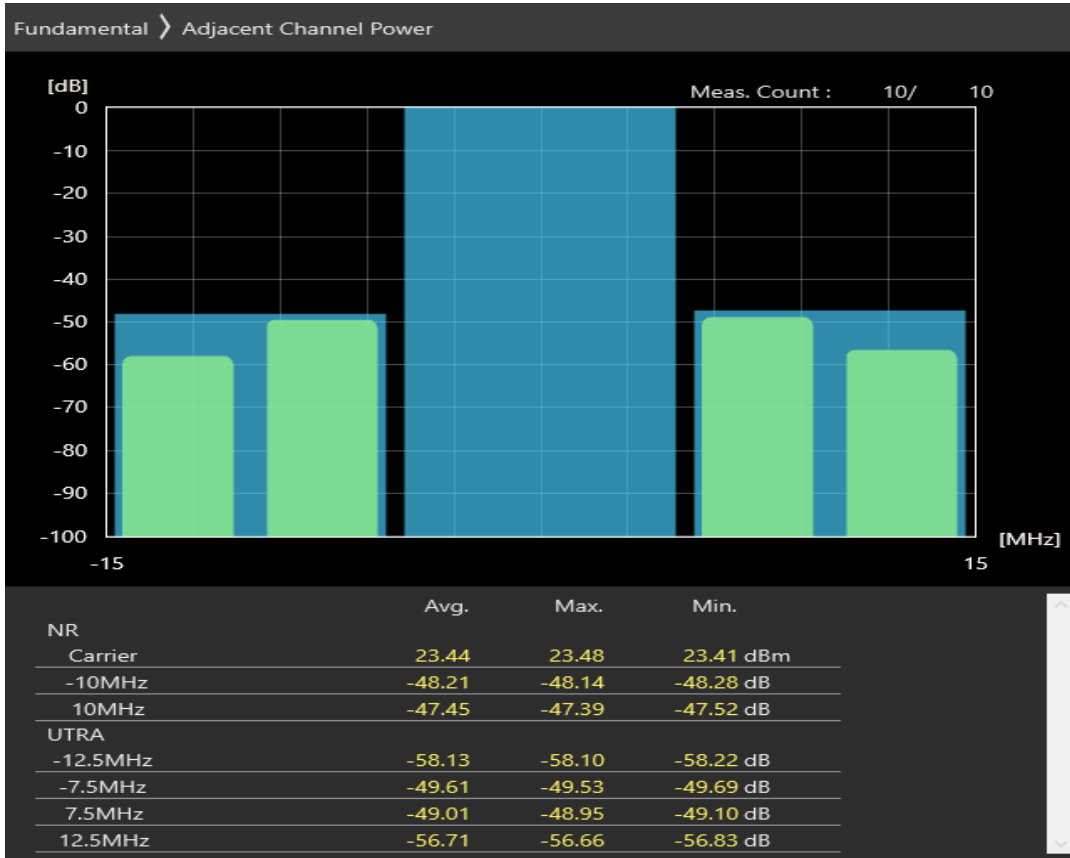 Fundamental 〉 Adjacent Channel Power
[dB]
Meas. Count : 10/ 10
0
-10
-20
-30
-40
-50
-60
-70
-80
-90
-100
[MHz]
-15 15
Avg. Max. Min.
NR
Carrier 23.44 23.48 23.41 dBm
-10MHz -48.21 -48.14 -48.28 dB
10MHz -47.45 -47.39 -47.52 dB
UTRA
-12.5MHz -58.13 -58.10 -58.22 dB
-7.5MHz -49.61 -49.53 -49.69 dB
7.5MHz -49.01 -48.95 -49.10 dB
12.5MHz -56.71 -56.66 -56.83 dB